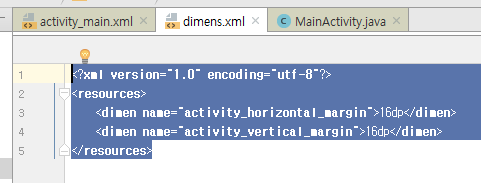 activity_main.xml × dimens.xml × MainActivity.java ×
1 <?xml version="1.0" encoding="utf-8"?>
2 <resources>
3 <dimen name="activity_horizontal_margin">16dp</dimen>
4 <dimen name="activity_vertical_margin">16dp</dimen>
5 </resources>